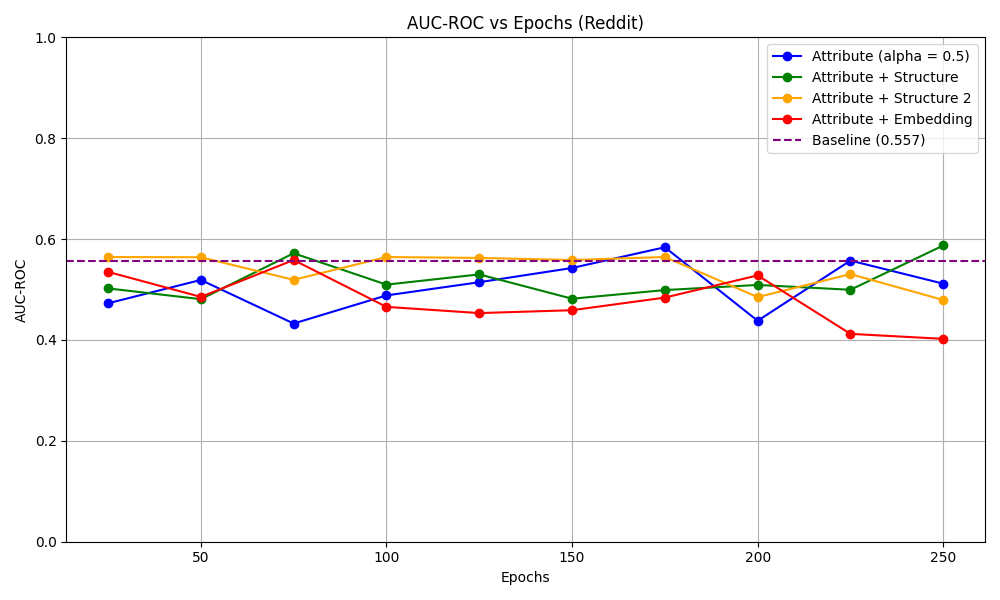 AUC-ROC vs Epochs (Reddit)
1.0
0.8
0.6
0.4
0.2
0.0
AUC-ROC
Attribute (alpha = 0.5)
Attribute + Structure
Attribute + Structure 2
Attribute + Embedding
Baseline (0.557)
50 100 150 200 250
Epochs